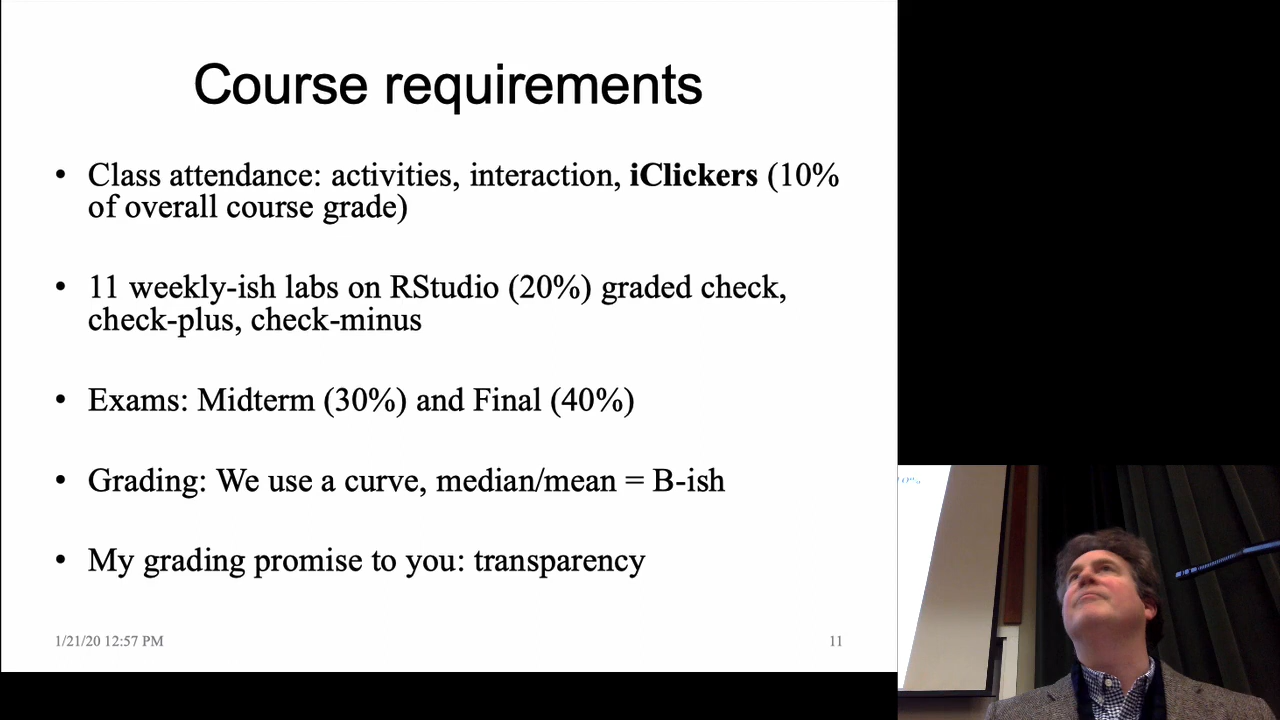 Course requirements
• Class attendance: activities, interaction, iClickers (10%
of overall course grade)
• 11 weekly-ish labs on RStudio (20%) graded check,
check-plus, check-minus
• Exams: Midterm (30%) and Final (40%)
• Grading: We use a curve, median/mean = B-ish
• My grading promise to you: transparency
1/21/20 12:57 PM
11